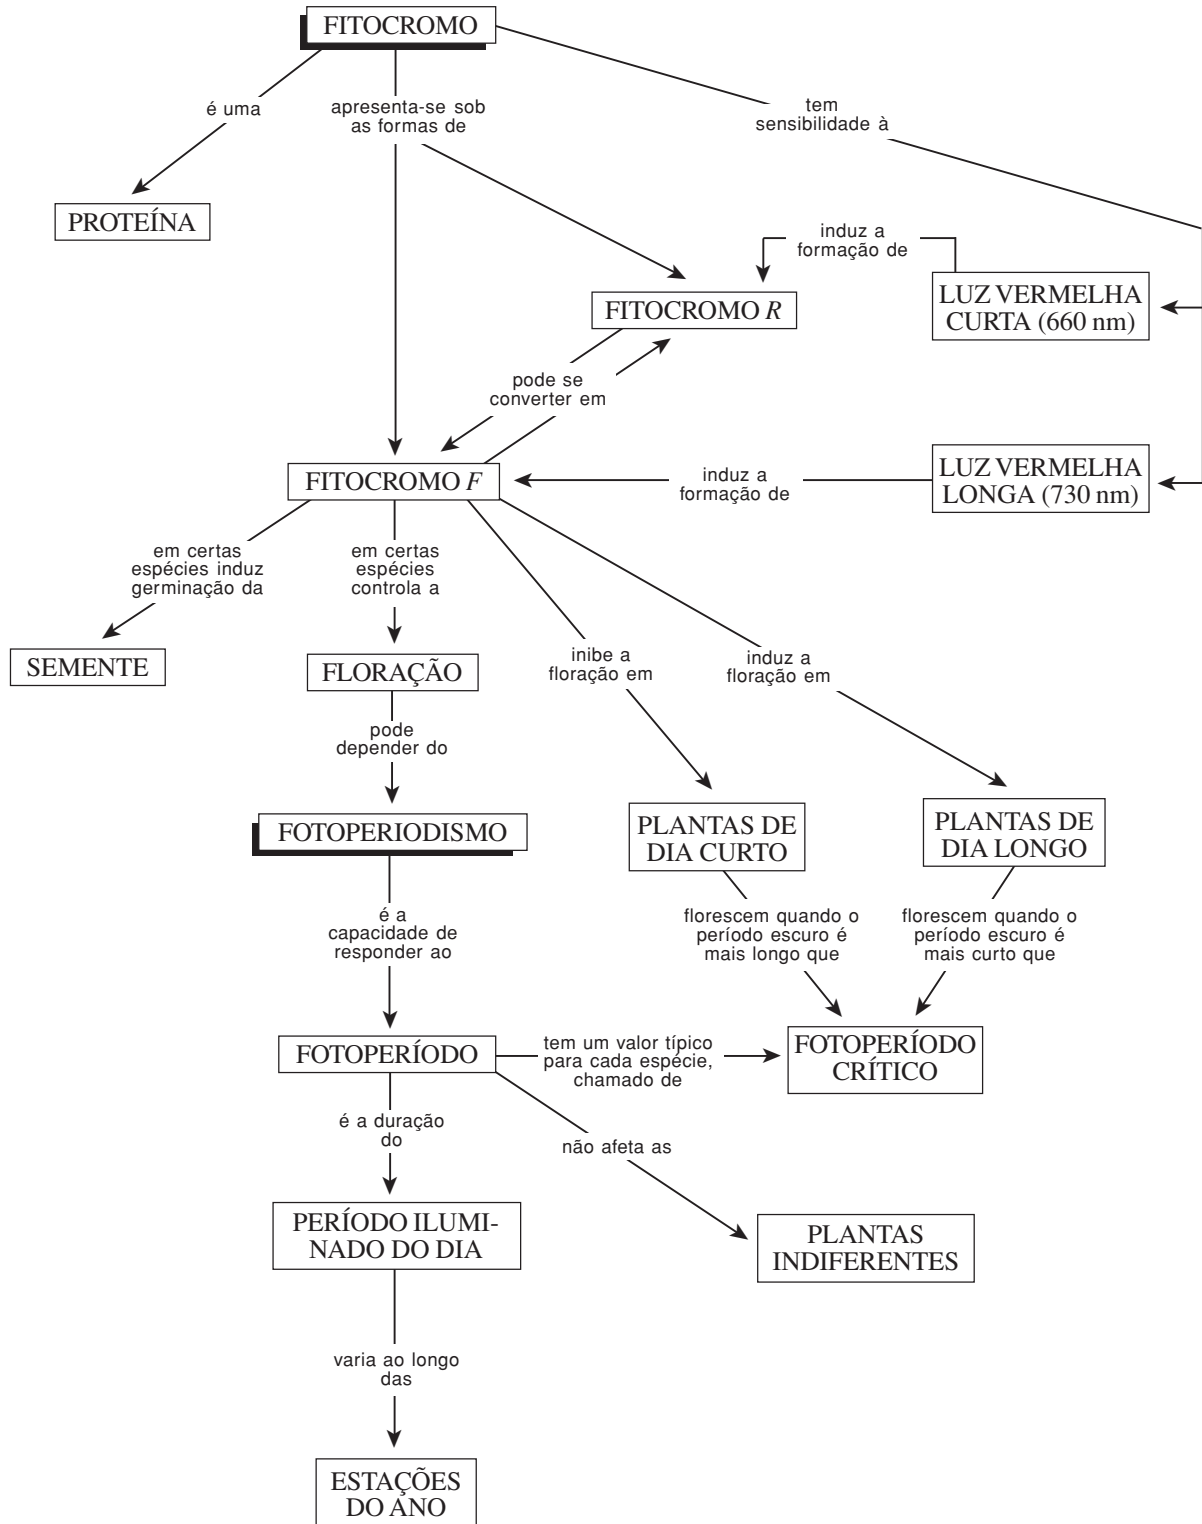 FITOCROMO
é uma
apresenta-se sob
as formas de
tem
sensibilidade à
PROTEÍNA
induz a
formação de
FITOCROMO R
LUZ VERMELHA
CURTA (660 nm)
pode se
converter em
FITOCROMO F
induz a
formação de
LUZ VERMELHA
LONGA (730 nm)
em certas
espécies induz
germinação da
em certas
espécies
controla a
inibe a
floração em
induz a
floração em
SEMENTE
FLORAÇÃO
pode
depender do
FOTOPERIODISMO
PLANTAS DE
DIA CURTO
PLANTAS DE
DIA LONGO
é a
capacidade de
responder ao
florescem quando o
período escuro é
mais longo que
florescem quando o
período escuro é
mais curto que
FOTOPERÍODO
tem um valor típico
para cada espécie,
chamado de
FOTOPERÍODO
CRÍTICO
é a duração
do
não afeta as
PERÍODO ILUMI-
NADO DO DIA
PLANTAS
INDIFERENTES
varia ao longo
das
ESTAÇÕES
DO ANO